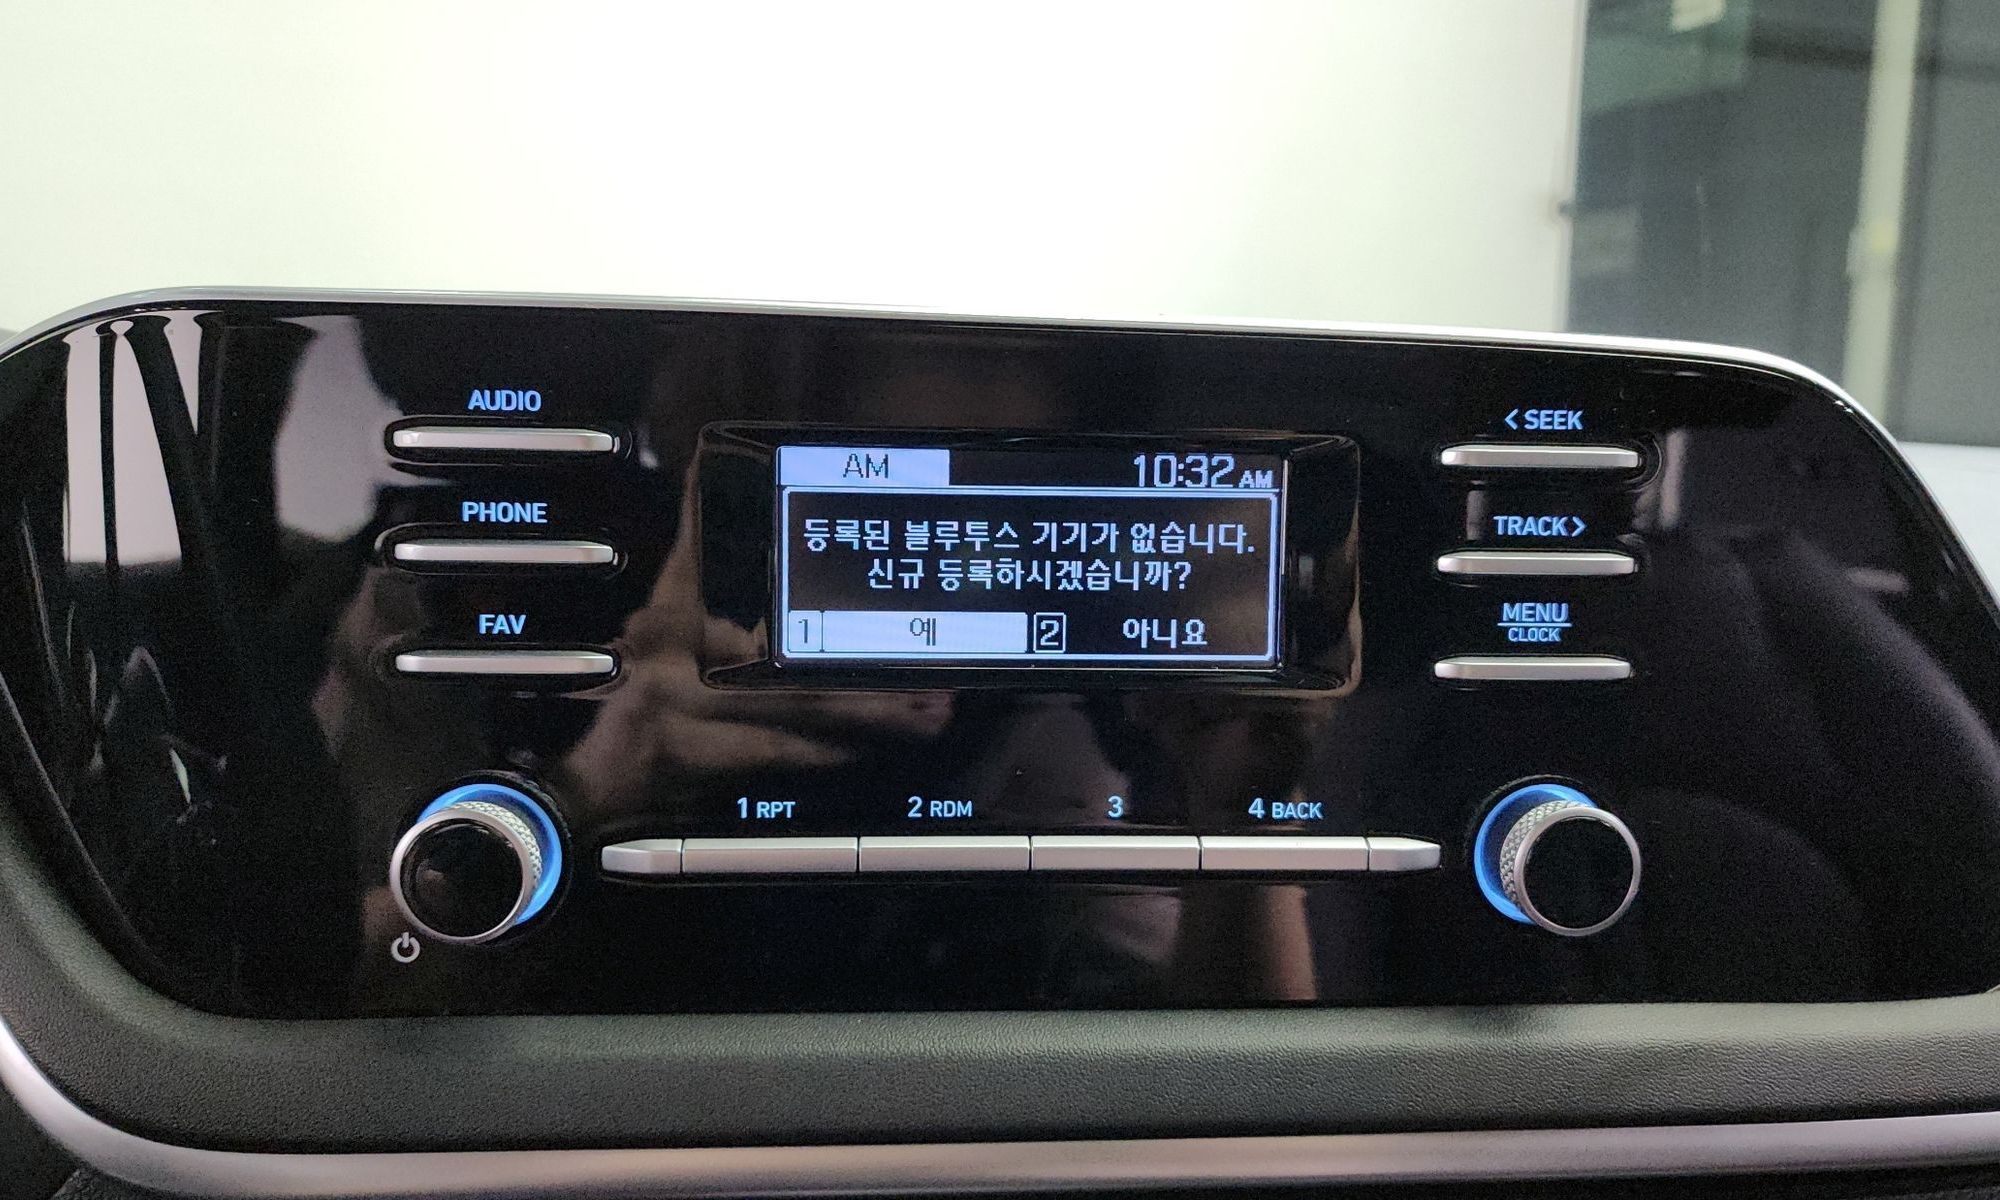 AUDIO
PHONE
FAV
AM 10:32 AM
등록된 블루투스 기기가 없습니다.
신규 등록하시겠습니까?
1 예 2 아니요
< SEEK
TRACK >
MENU
CLOCK
1 RPT 2 RDM 3 4 BACK